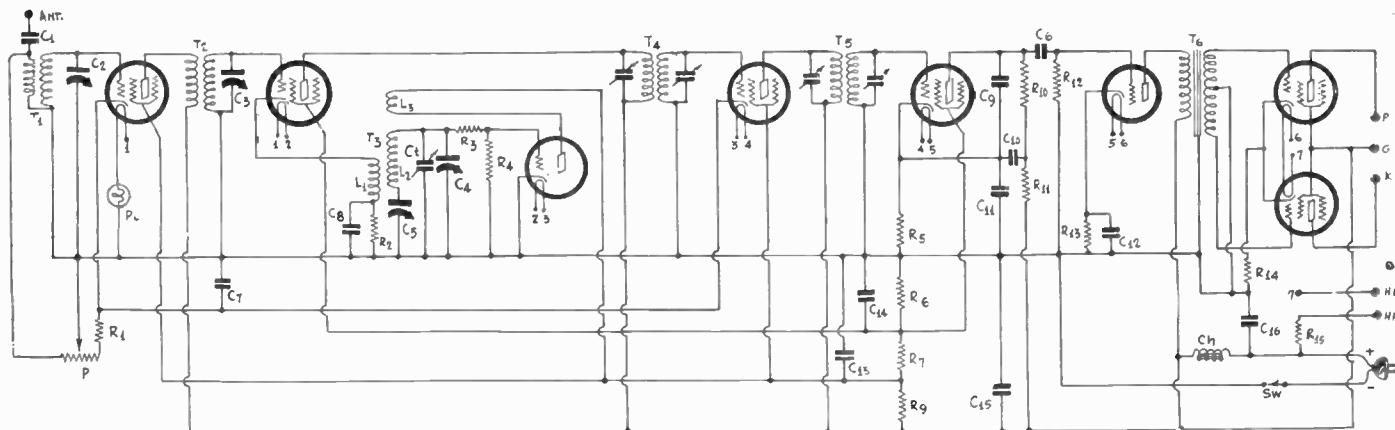 ANT.
C1
T1
C2
1
PL
R1
P
T2
C3
C7
1 2
L3
T3
L1
L2
Ct
C4
C5
C8
R2
R3
R4
2 3
T4
3 4
T5
4 5
R5
R6
R7
R9
C14
C13
C9
C10
C11
C15
R10
R11
C6
R12
5 6
R13
C12
T6
6
7
R14
C16
Ch
SW
7
R15
P
G
K
+
-